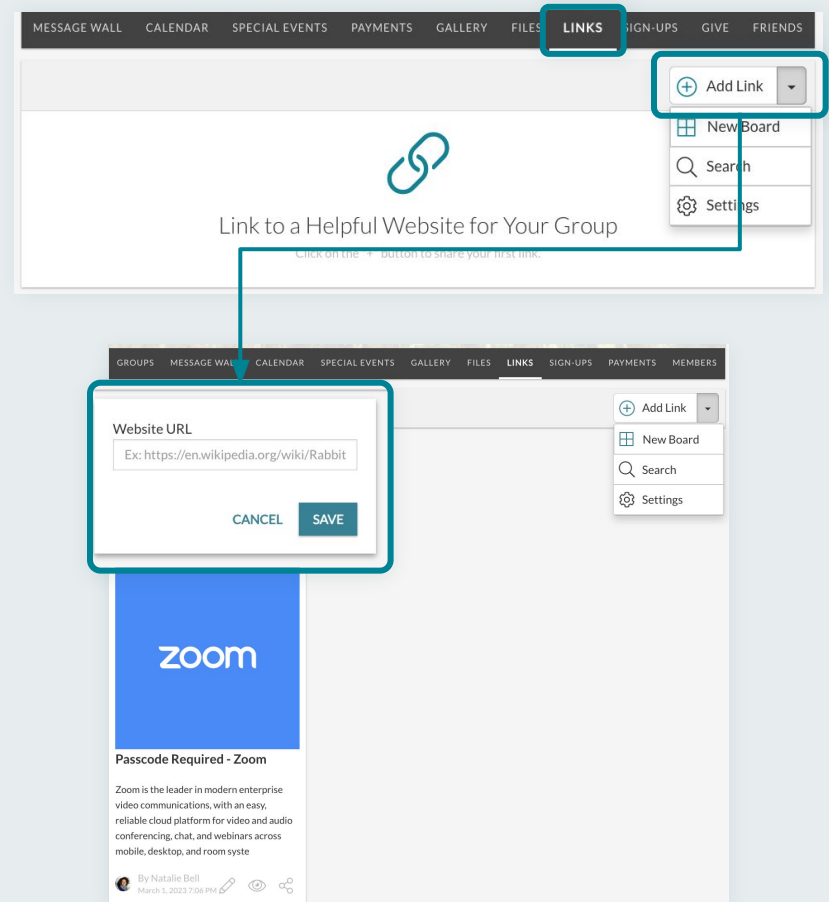 MESSAGE WALL CALENDAR SPECIAL EVENTS PAYMENTS GALLERY FILES LINKS SIGN-UPS GIVE FRIENDS
Add Link
New Board
Search
Settings
Link to a Helpful Website for Your Group
Click on the + button to share your first link.
GROUPS MESSAGE WALL CALENDAR SPECIAL EVENTS GALLERY FILES LINKS SIGN-UPS PAYMENTS MEMBERS
Add Link
New Board
Search
Settings
Website URL
Ex: https://en.wikipedia.org/wiki/Rabbit
CANCEL SAVE
zoom
Passcode Required - Zoom
Zoom is the leader in modern enterprise
video communications, with an easy,
reliable cloud platform for video and audio
conferencing, chat, and webinars across
mobile, desktop, and room syste
By Natalie Bell
March 1, 2023 7:06 PM